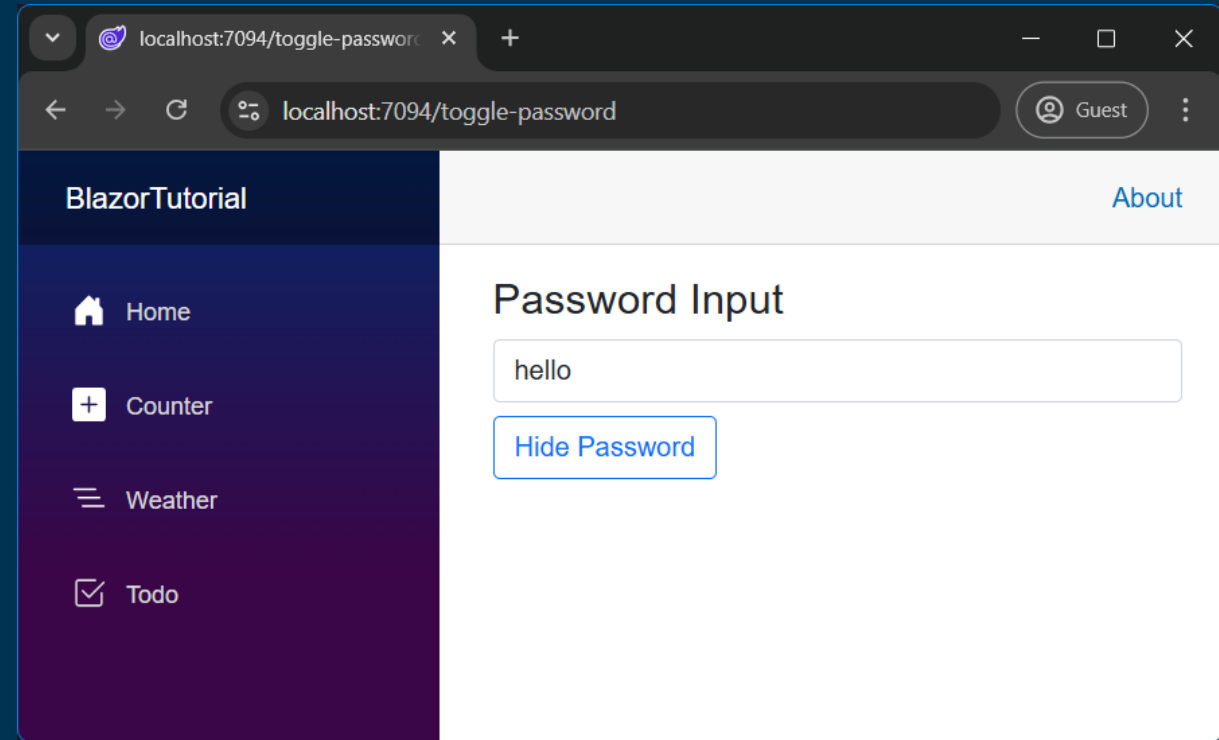 localhost:7094/toggle-password
localhost:7094/toggle-password
Guest
BlazorTutorial
About
Home
Counter
Weather
Todo
Password Input
hello
Hide Password